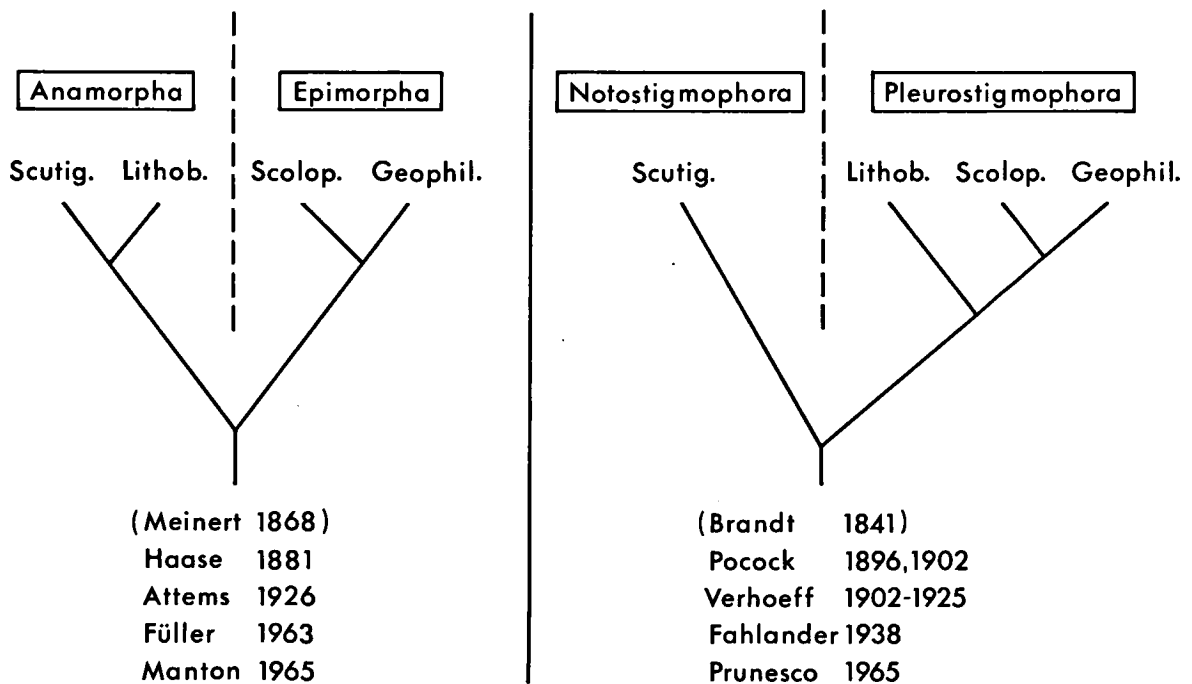 Anamorpha Epimorpha
Scutig. Lithob. Scolop. Geophil.
(Meinert 1868)
Haase 1881
Attems 1926
Füller 1963
Manton 1965
Notostigmophora Pleurostigmophora
Scutig. Lithob. Scolop. Geophil.
(Brandt 1841)
Pocock 1896,1902
Verhoeff 1902-1925
Fahlander 1938
Prunesco 1965